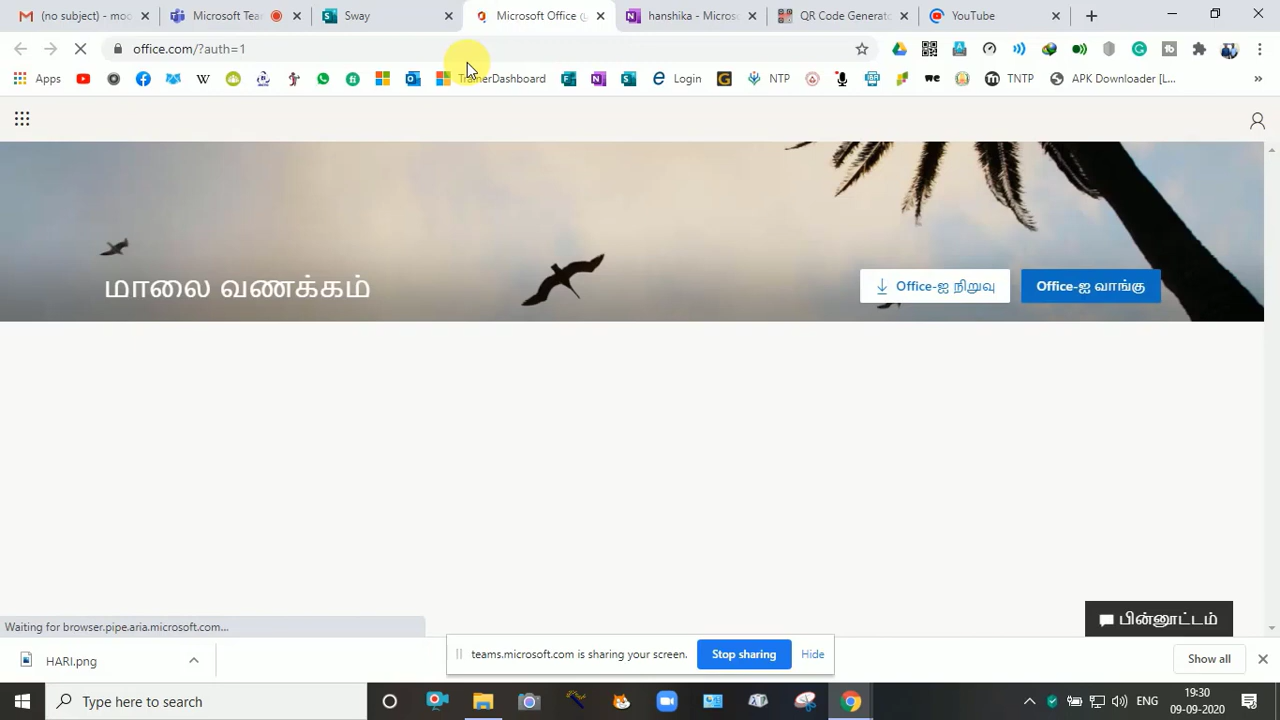 (no subject) - moo
Microsoft Tea
Sway
Microsoft Office (மு
hanshika - Micros
QR Code Generat
YouTube
office.com/?auth=1
Apps
TrainerDashboard
Login
NTP
TNTP
APK Downloader [L...
மாலை வணக்கம்
Office-ஐ நிறுவு
Office-ஐ வாங்கு
பின்னூட்டம்
Waiting for browser.pipe.aria.microsoft.com...
teams.microsoft.com is sharing your screen.
Stop sharing
Hide
HARI.png
Show all
Type here to search
ENG
19:30
09-09-2020